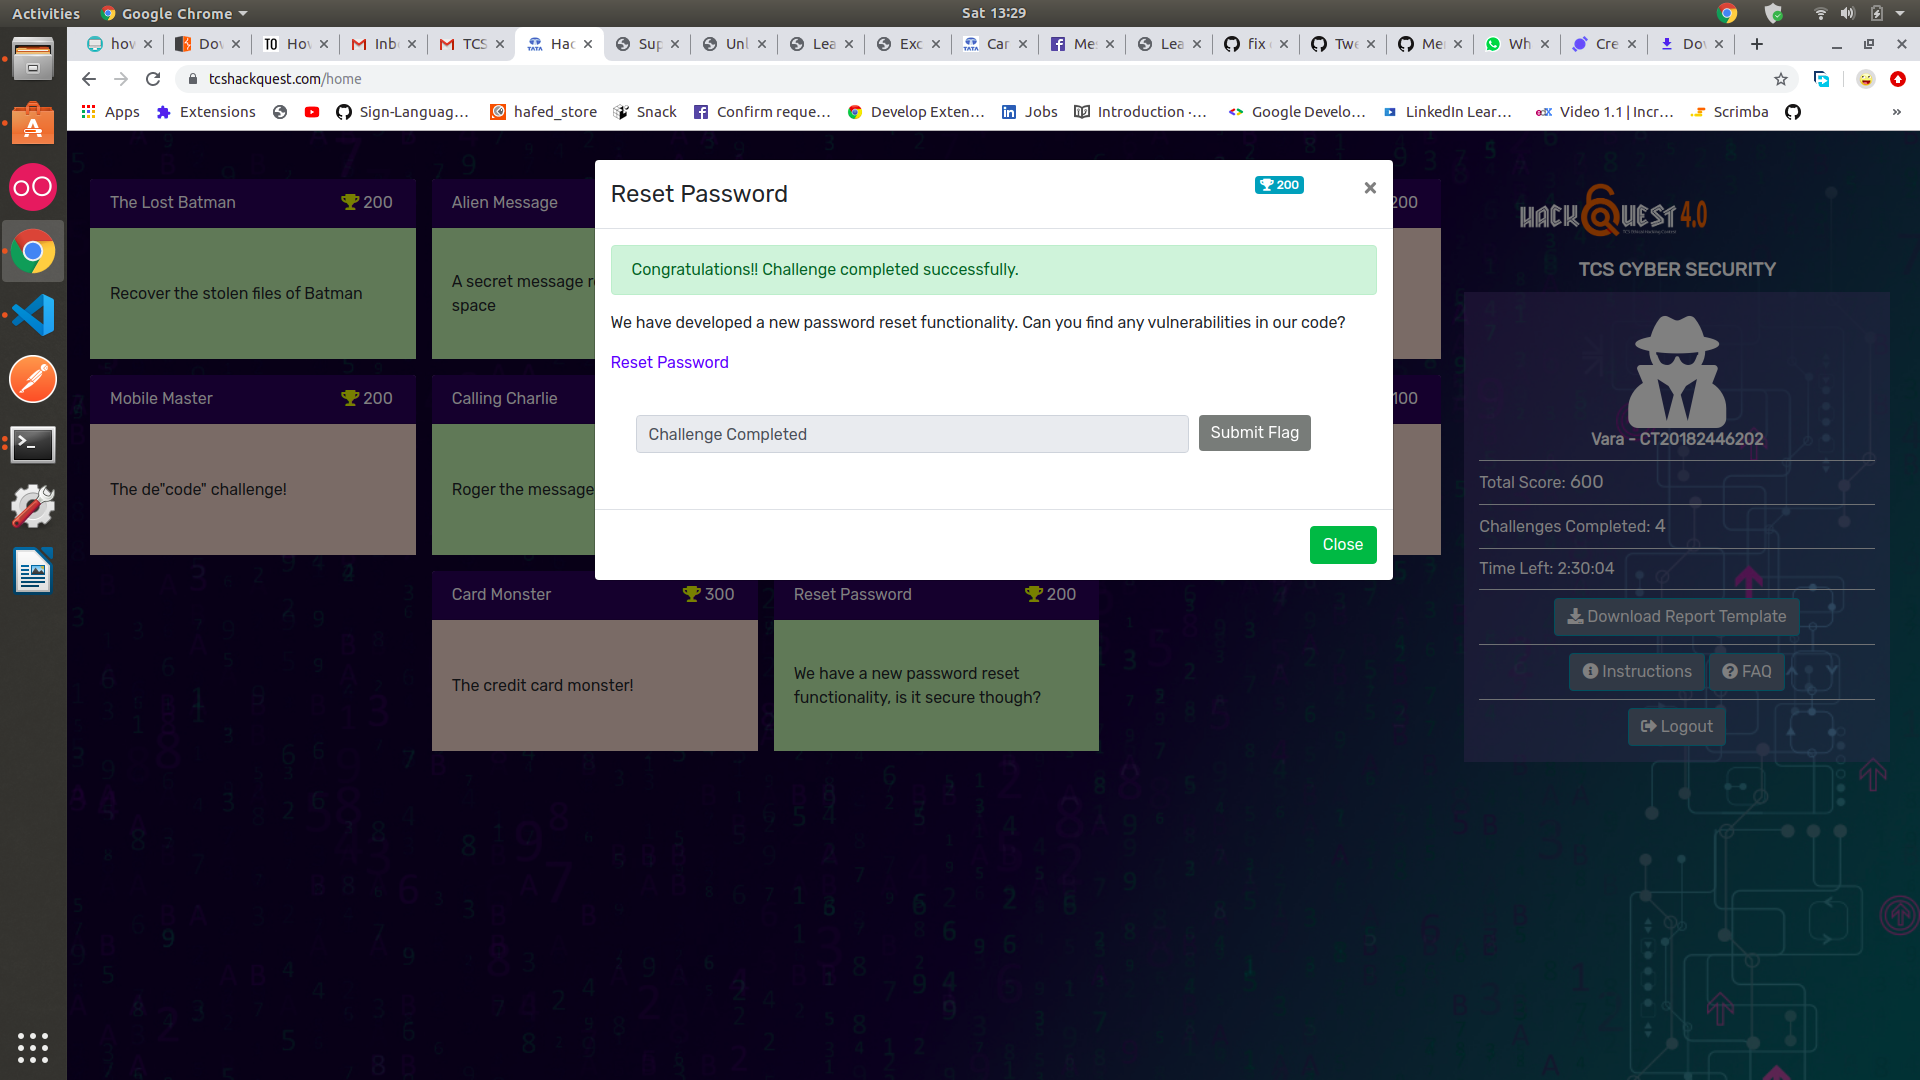 Activities
Google Chrome
Sat 13:29
hov
Dov
Hov
Inb
TCS
Hac
Sup
Unl
Lea
Exc
Car
Mes
Lea
fix
Twe
Mer
Wh
Cre
Dov
tcshackquest.com/home
Apps
Extensions
Sign-Languag...
hafed_store
Snack
Confirm reque...
Develop Exten...
Jobs
Introduction ·...
Google Develo...
LinkedIn Lear...
Video 1.1 | Incr...
Scrimba
»
The Lost Batman 200
Recover the stolen files of Batman
Alien Message
A secret message
space
Mobile Master 200
The de"code" challenge!
Calling Charlie
Roger the message
Card Monster 300
The credit card monster!
Reset Password 200
We have a new password reset
functionality, is it secure though?
200
100
Reset Password
200
×
Congratulations!! Challenge completed successfully.
We have developed a new password reset functionality. Can you find any vulnerabilities in our code?
Reset Password
Challenge Completed
Submit Flag
Close
HACKQUEST 4.0
TCS CYBER SECURITY
Vara - CT20182446202
Total Score: 600
Challenges Completed: 4
Time Left: 2:30:04
Download Report Template
Instructions
FAQ
Logout